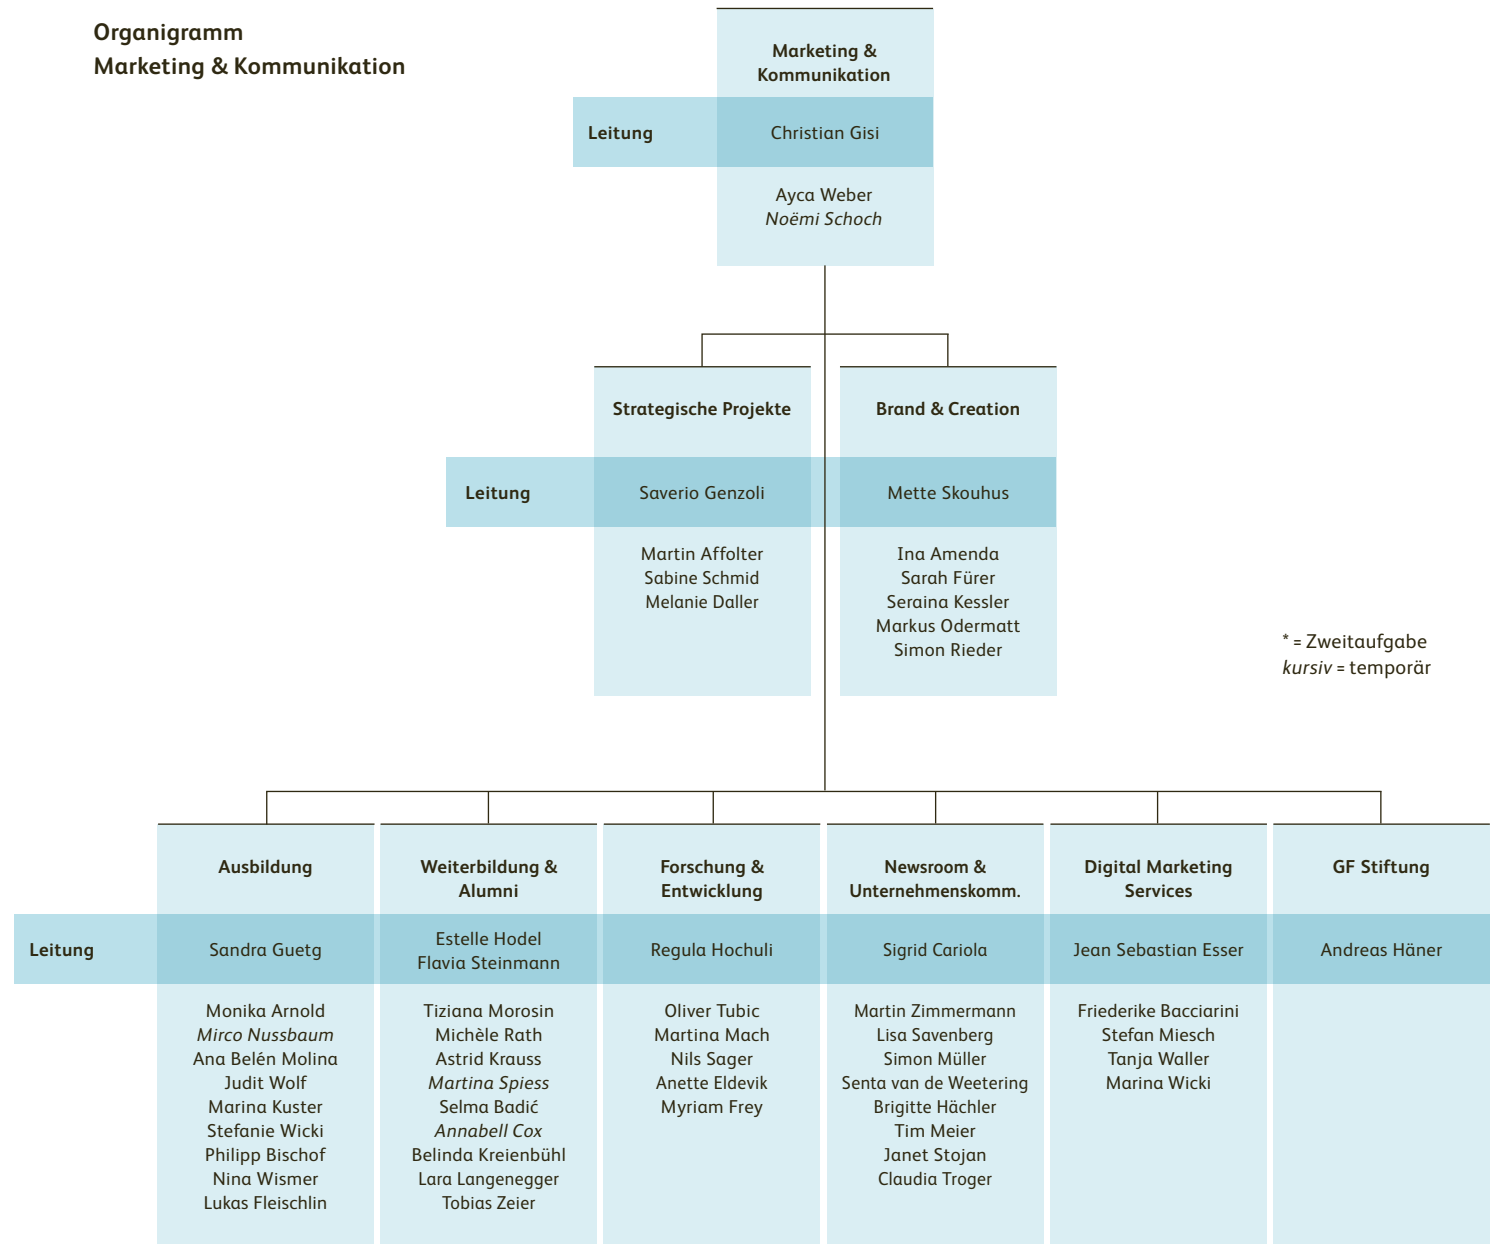 Organigramm
Marketing & Kommunikation
Marketing &
Kommunikation
Leitung
Christian Gisi
Ayca Weber
Noëmi Schoch
Strategische Projekte
Brand & Creation
Leitung
Saverio Genzoli
Mette Skouhus
Martin Affolter
Sabine Schmid
Melanie Daller
Ina Amenda
Sarah Fürer
Seraina Kessler
Markus Odermatt
Simon Rieder
* = Zweitaufgabe
kursiv = temporär
Leitung
Ausbildung
Sandra Guetg
Monika Arnold
Mirco Nussbaum
Ana Belén Molina
Judit Wolf
Marina Kuster
Stefanie Wicki
Philipp Bischof
Nina Wismer
Lukas Fleischlin
Weiterbildung &
Alumni
Estelle Hodel
Flavia Steinmann
Tiziana Morosin
Michèle Rath
Astrid Krauss
Martina Spiess
Selma Badić
Annabell Cox
Belinda Kreienbühl
Lara Langenegger
Tobias Zeier
Forschung &
Entwicklung
Regula Hochuli
Oliver Tubic
Martina Mach
Nils Sager
Anette Eldevik
Myriam Frey
Newsroom &
Unternehmenskomm.
Sigrid Cariola
Martin Zimmermann
Lisa Savenberg
Simon Müller
Senta van de Weetering
Brigitte Hächler
Tim Meier
Janet Stojan
Claudia Troger
Digital Marketing
Services
Jean Sebastian Esser
Friederike Bacciarini
Stefan Miesch
Tanja Waller
Marina Wicki
GF Stiftung
Andreas Häner